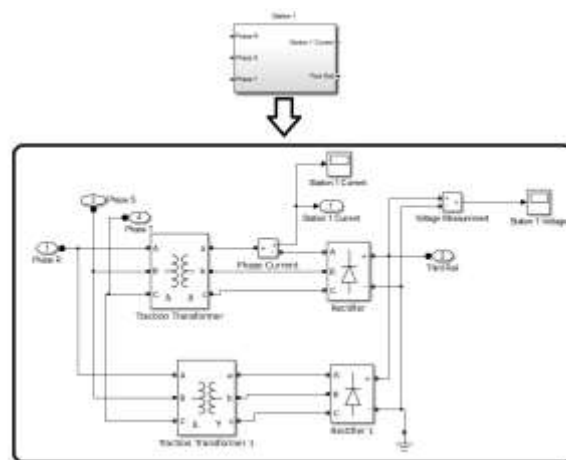 Station 1
Phase R
Station 1 Current
Phase S
Phase T
Third Rail
Phase S
Station 1 Current
Phase
Station 1 Current
Voltage Measurement
Station 1 Voltage
Phase R
Phase Current
Third Rail
Traction Transformer
Rectifier
A
B
C
a
b
c
A
B
C
Traction Transformer 1
Rectifier 1